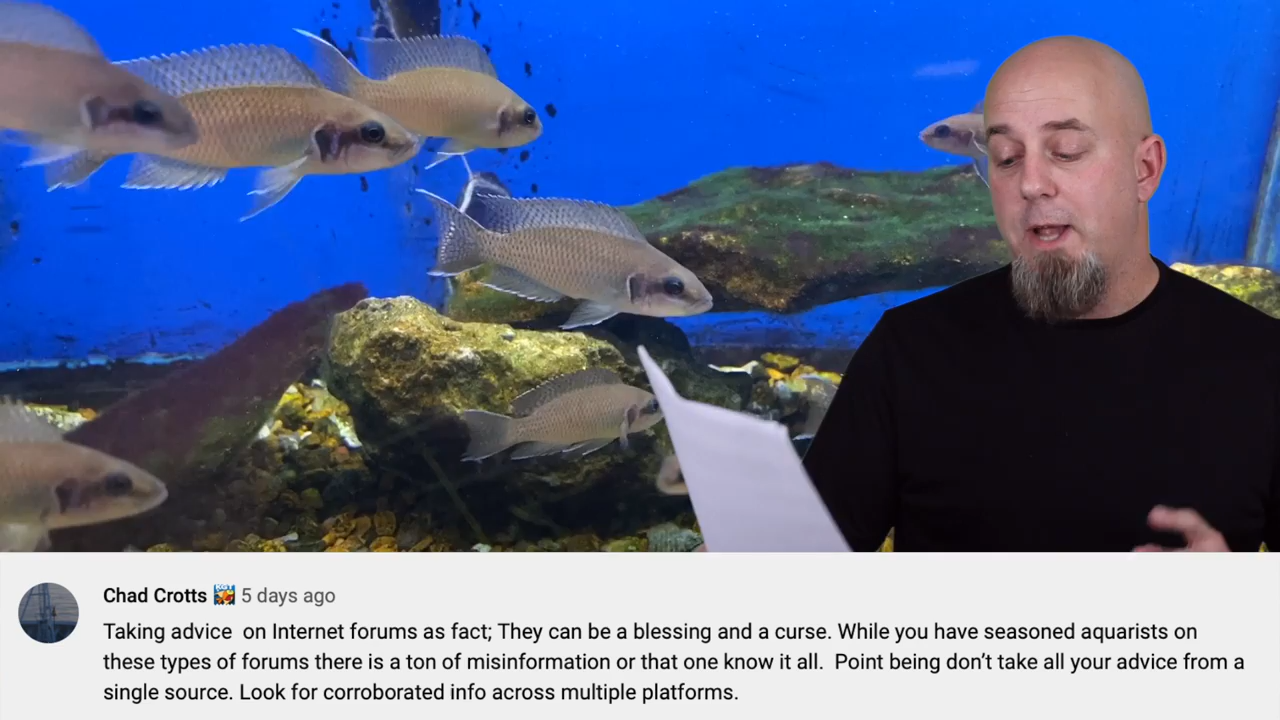 Chad Crotts 5 days ago
Taking advice  on Internet forums as fact; They can be a blessing and a curse. While you have seasoned aquarists on
these types of forums there is a ton of misinformation or that one know it all.  Point being don’t take all your advice from a
single source. Look for corroborated info across multiple platforms.